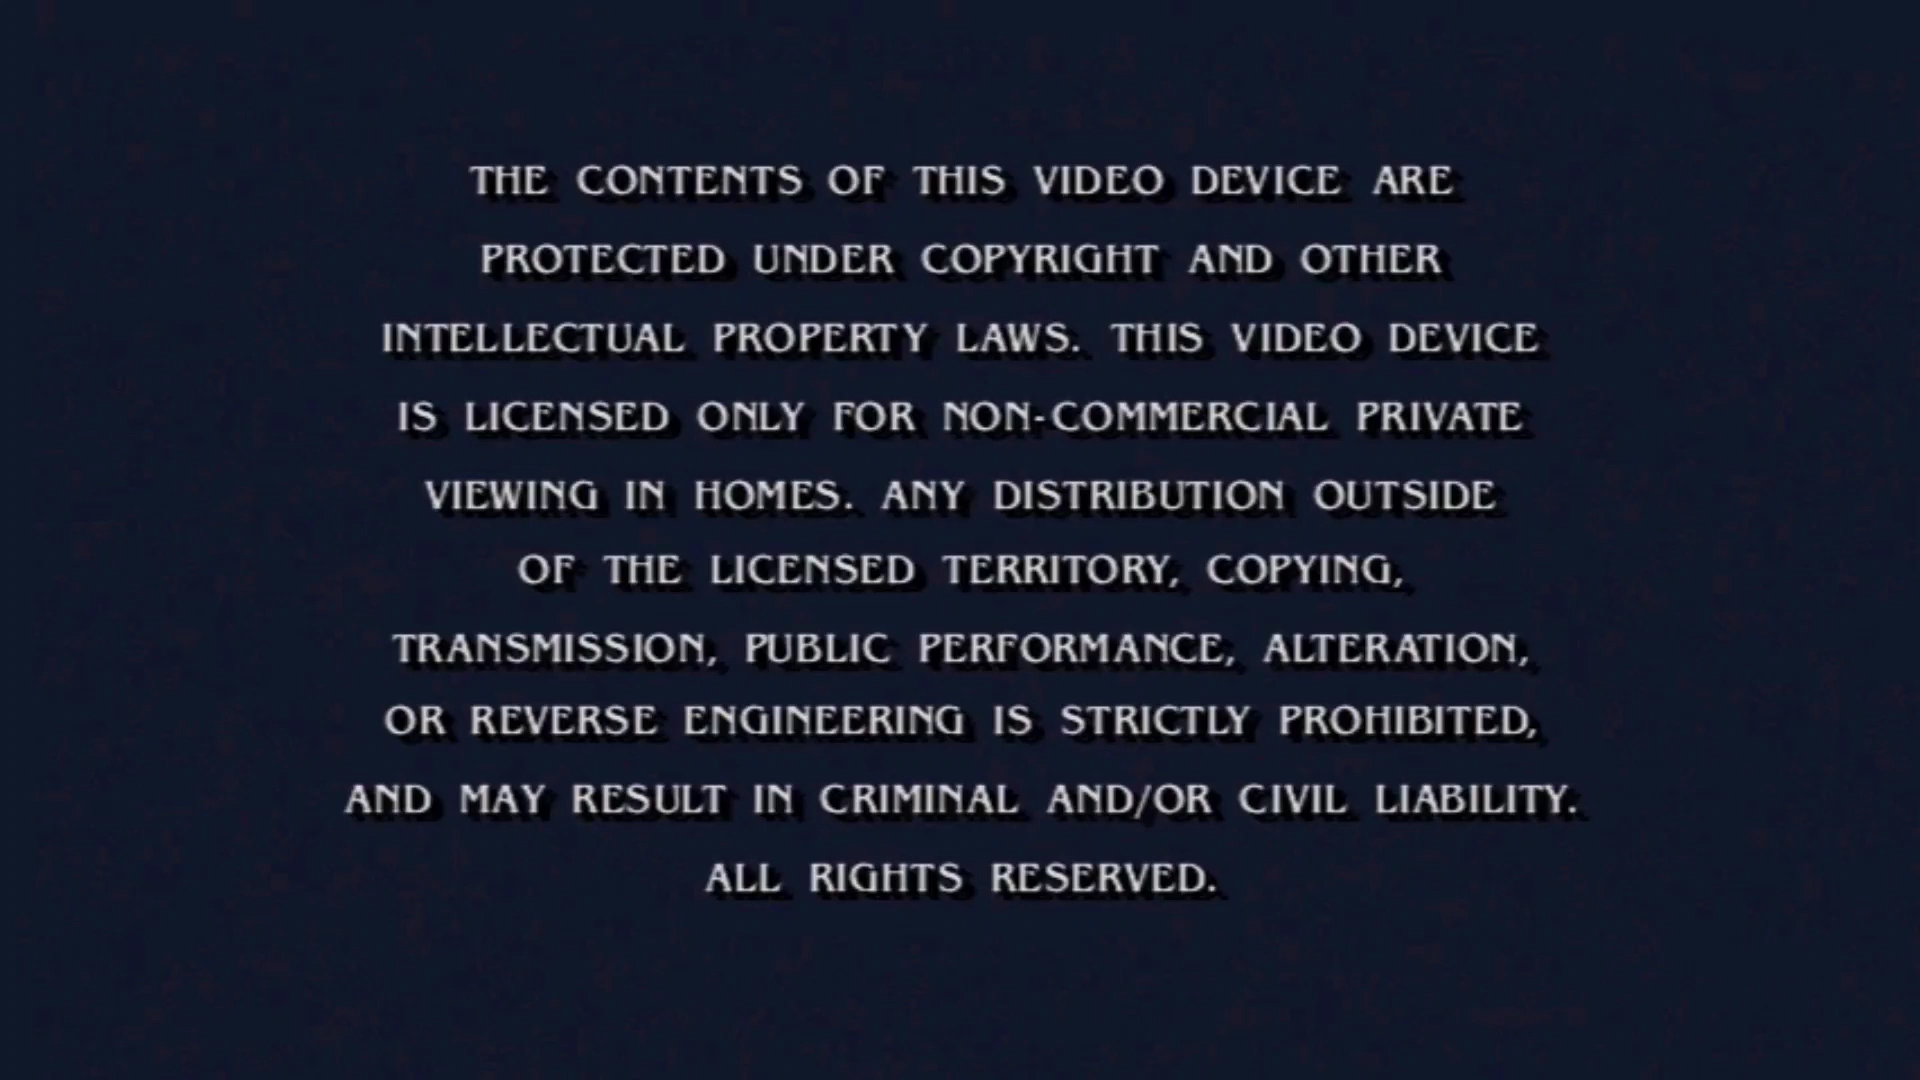 THE CONTENTS OF THIS VIDEO DEVICE ARE
PROTECTED UNDER COPYRIGHT AND OTHER
INTELLECTUAL PROPERTY LAWS. THIS VIDEO DEVICE
IS LICENSED ONLY FOR NON-COMMERCIAL PRIVATE
VIEWING IN HOMES. ANY DISTRIBUTION OUTSIDE
OF THE LICENSED TERRITORY, COPYING,
TRANSMISSION, PUBLIC PERFORMANCE, ALTERATION,
OR REVERSE ENGINEERING IS STRICTLY PROHIBITED,
AND MAY RESULT IN CRIMINAL AND/OR CIVIL LIABILITY.
ALL RIGHTS RESERVED.